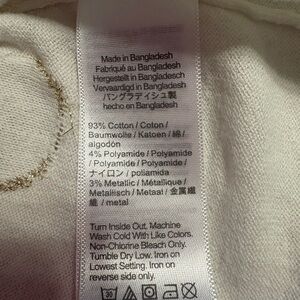 Made in Bangladesh
Fabriqué au Bangladesh
Hergestellt in Bangladesch
Vervaardigd in Bangladesh
バングラディシュ製
hecho en Bangladesh
93% Cotton / Coton /
Baumwolle / Katoen / 綿 /
algodón
4% Polyamide / Polyamide
/ Polyamide / Polyamide /
ナイロン / poliamida
3% Metallic / Métallique /
Metallisch / Metaal / 金属繊
維 / metal
Turn Inside Out, Machine
Wash Cold With Like Colors.
Non-Chlorine Bleach Only.
Tumble Dry Low. Iron on
Lowest Setting. Iron on
reverse side only.
30